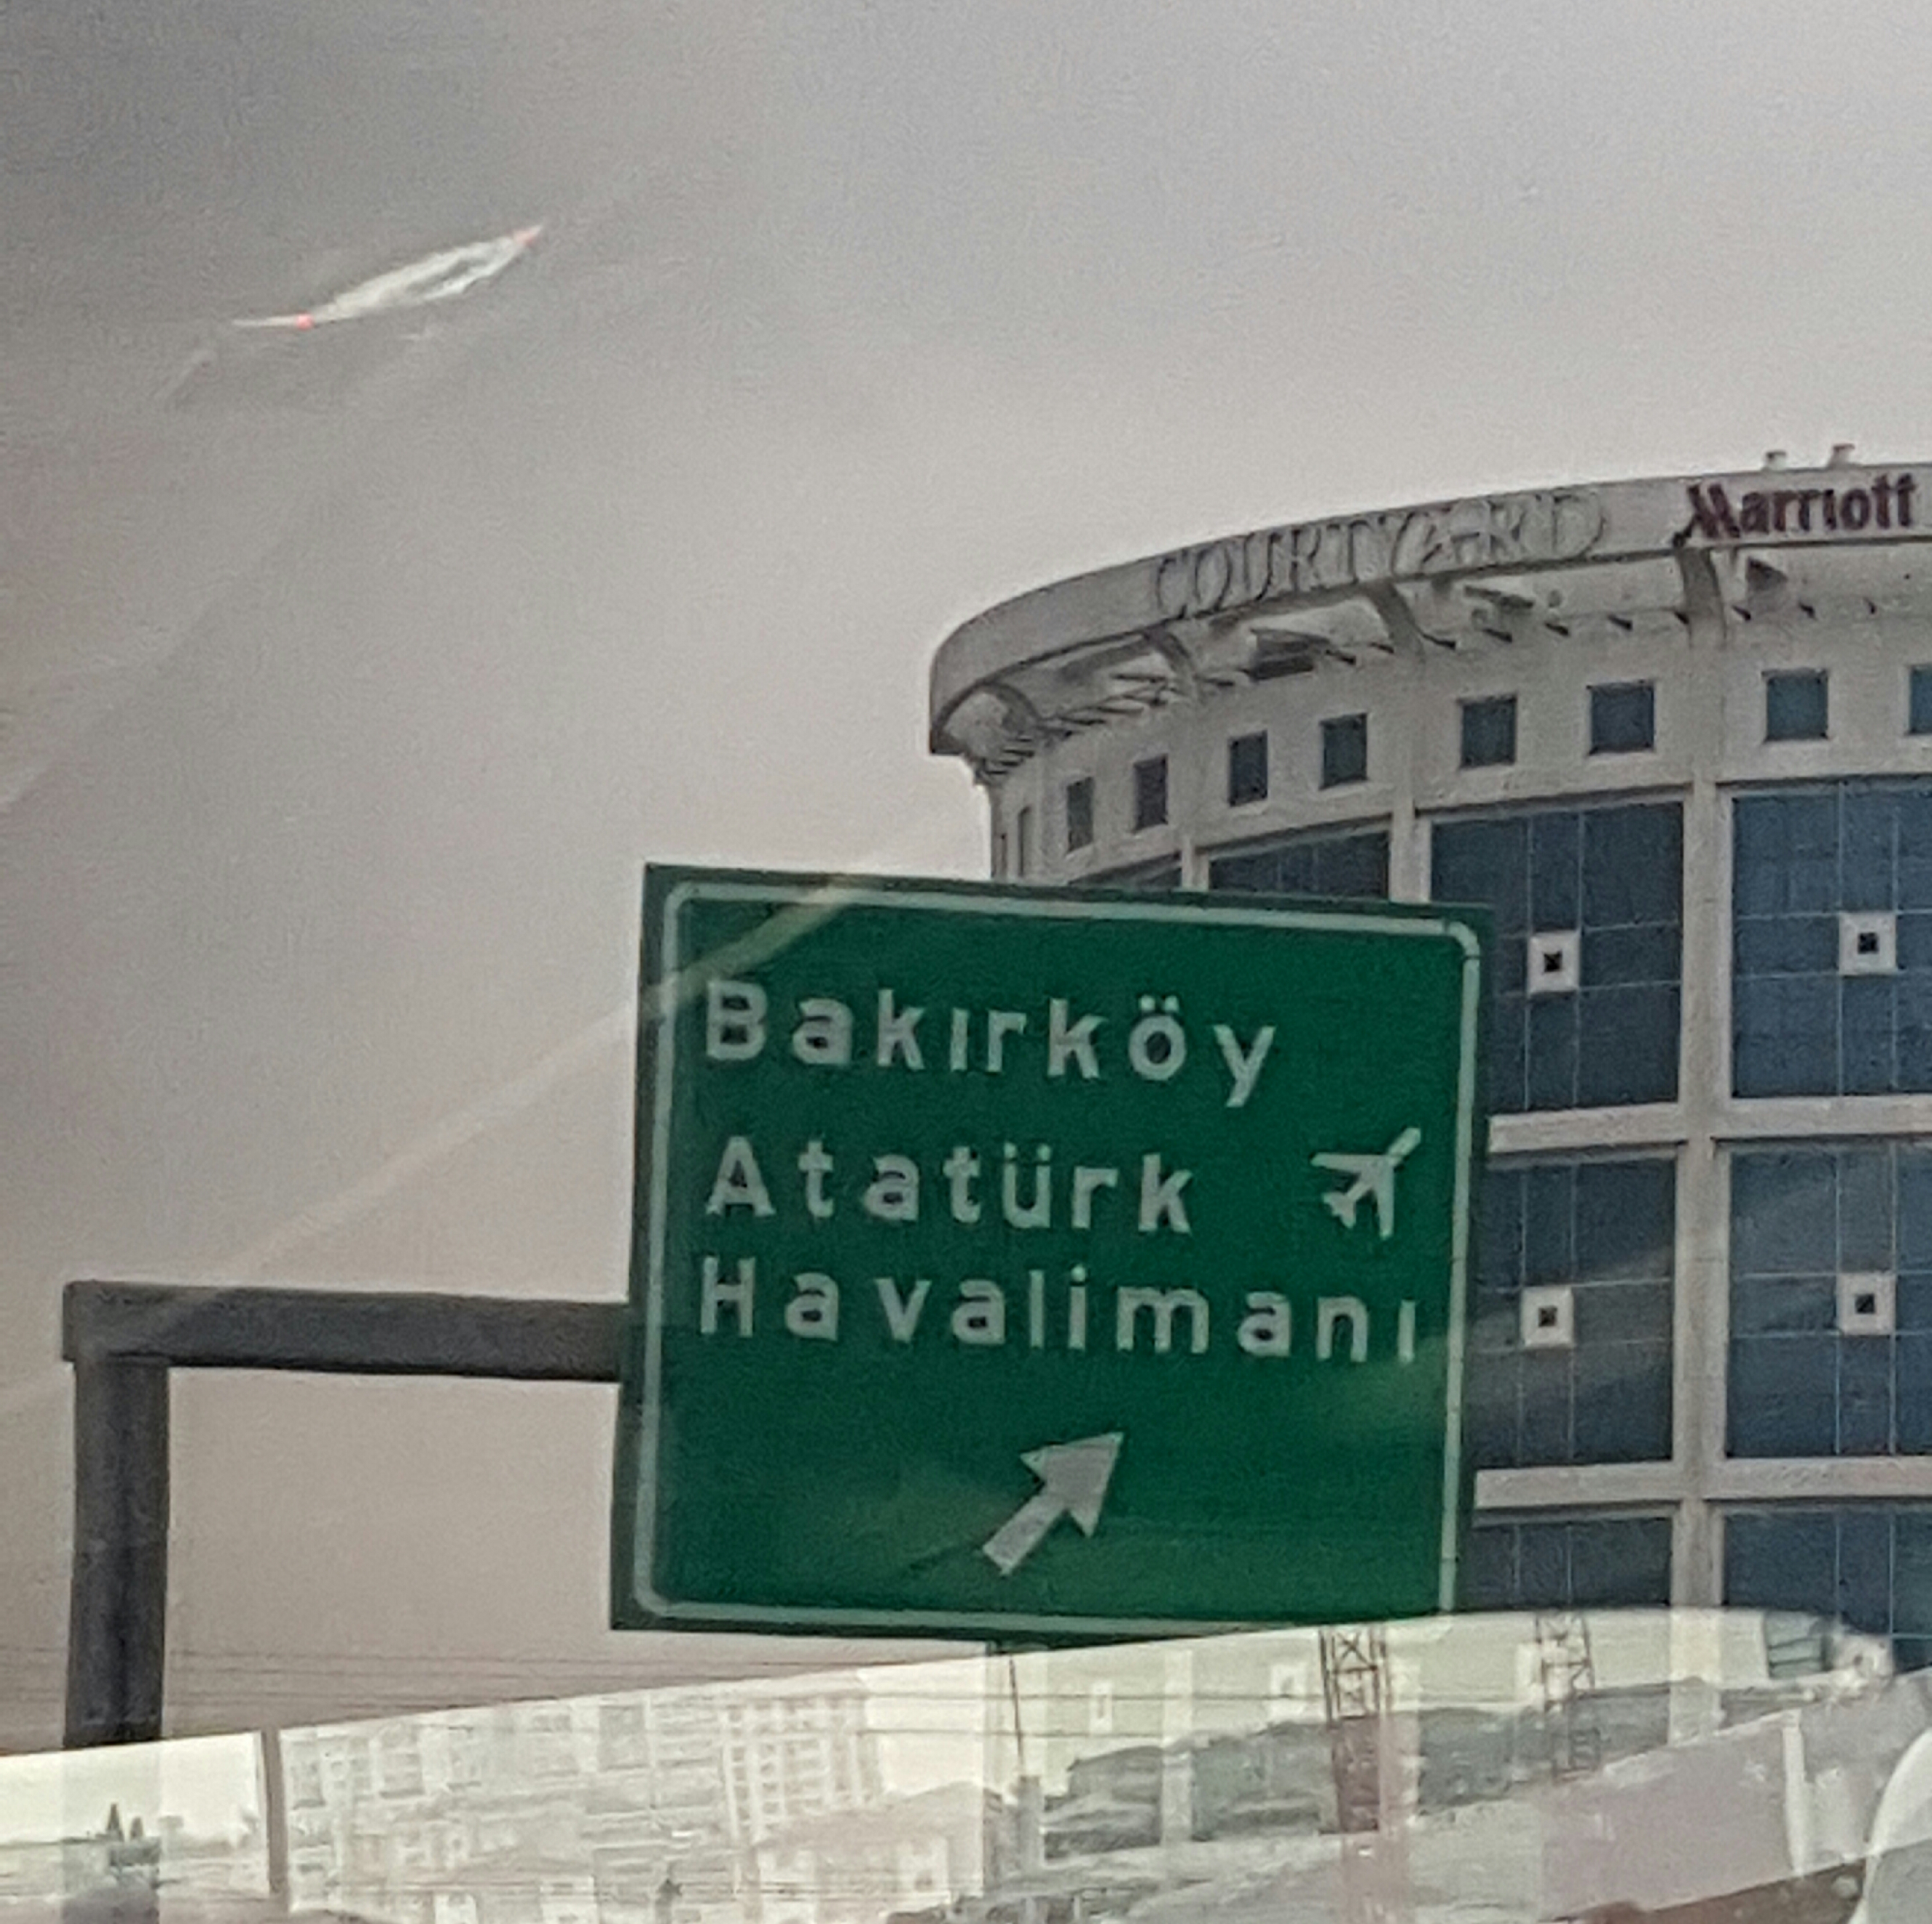 COURTYARD Marriott
Bakırköy
Atatürk
Havalimanı